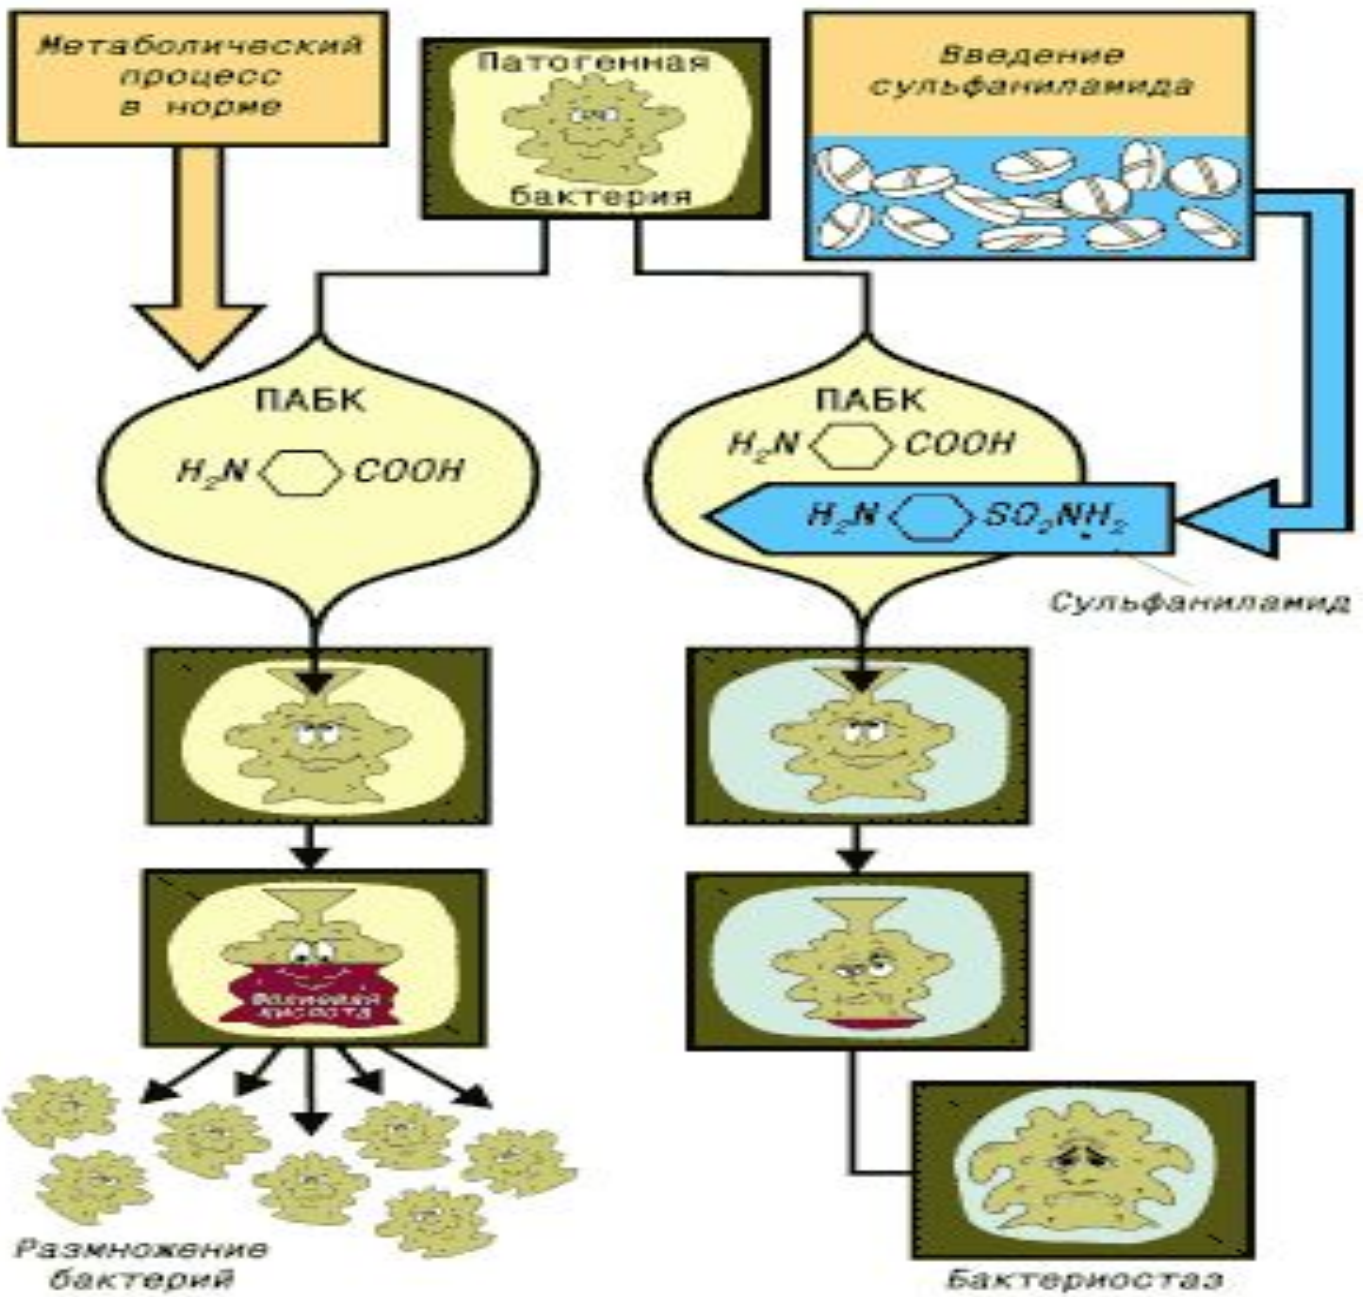 Метаболический
процесс
в норме
Патогенная
бактерия
Введение
сульфаниламида
ПАБК
H₂N COOH
ПАБК
H₂N COOH
H₂N SO₂NH₂
Сульфаниламид
Фолиевая
кислота
Размножение
бактерий
Бактериостаз